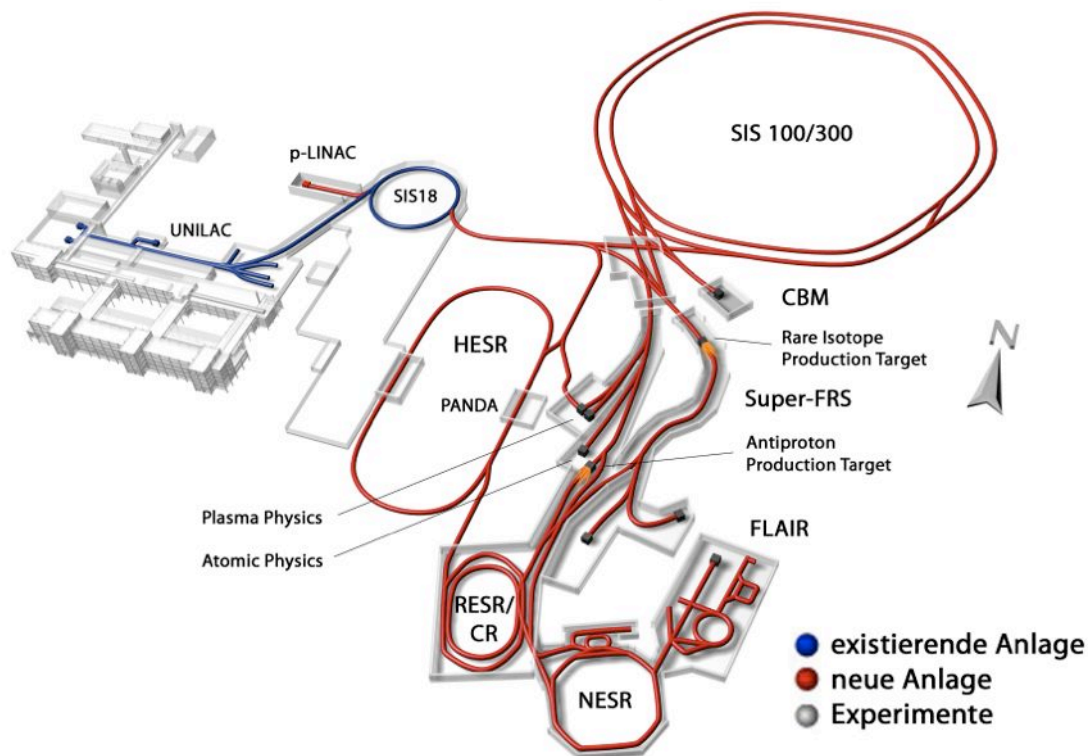 SIS 100/300
p-LINAC
SIS18
UNILAC
CBM
Rare Isotope
Production Target
N
HESR
PANDA
Super-FRS
Antiproton
Production Target
Plasma Physics
Atomic Physics
FLAIR
RESR/
CR
NESR
existierende Anlage
neue Anlage
Experimente